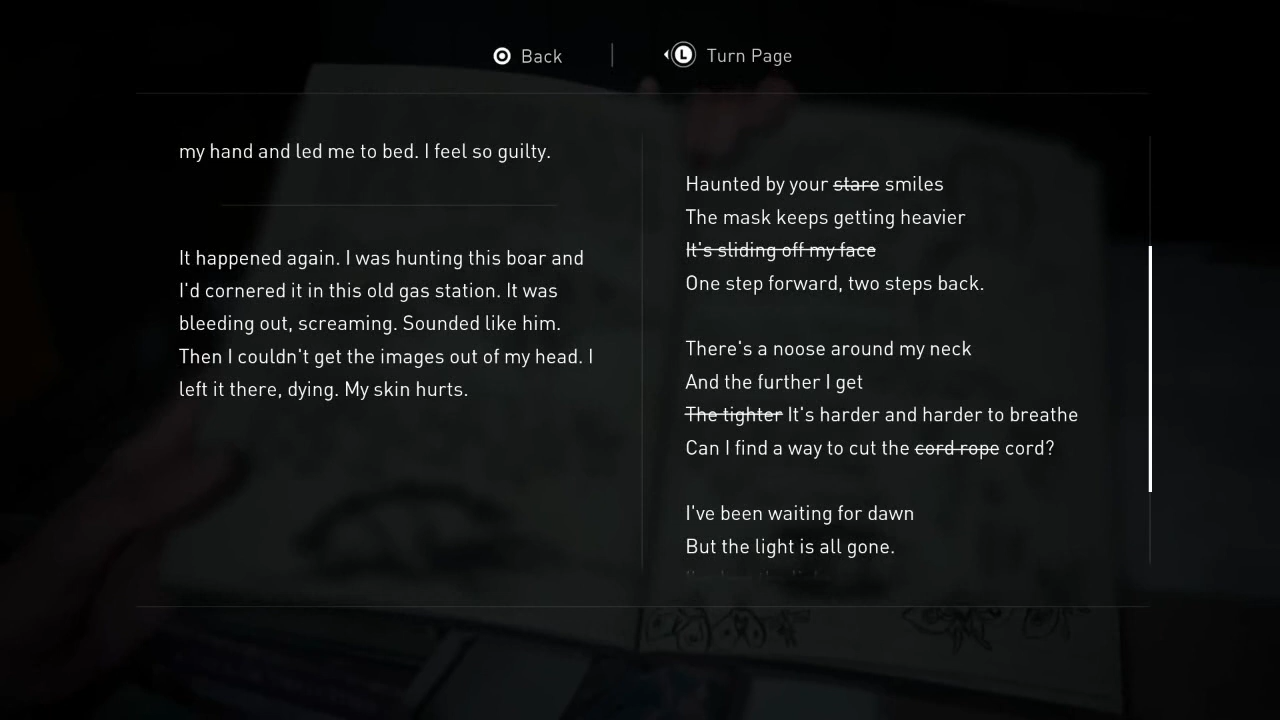 Back
L Turn Page
my hand and led me to bed. I feel so guilty.
It happened again. I was hunting this boar and
I'd cornered it in this old gas station. It was
bleeding out, screaming. Sounded like him.
Then I couldn't get the images out of my head. I
left it there, dying. My skin hurts.
Haunted by your stare smiles
The mask keeps getting heavier
It's sliding off my face
One step forward, two steps back.
There's a noose around my neck
And the further I get
The tighter It's harder and harder to breathe
Can I find a way to cut the cord rope cord?
I've been waiting for dawn
But the light is all gone.